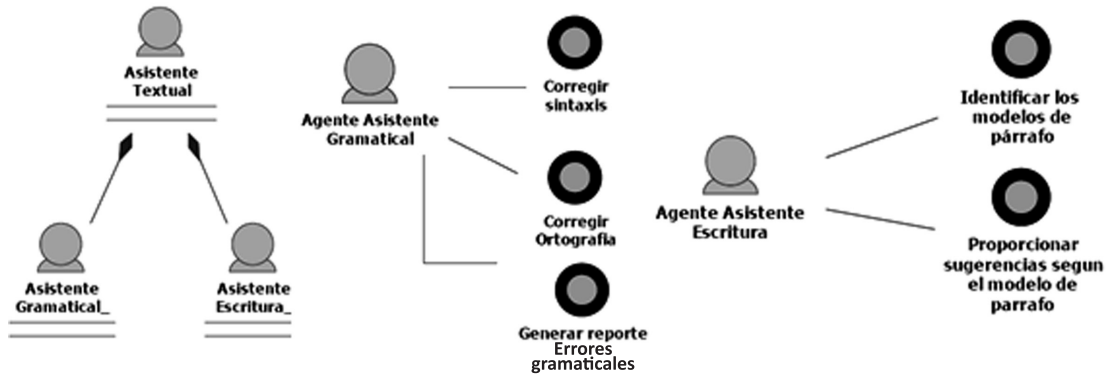 Asistente
Textual
Asistente
Gramatical_
Asistente
Escritura_
Agente Asistente
Gramatical
Corregir
sintaxis
Corregir
Ortografia
Generar reporte
Errores
gramaticales
Agente Asistente
Escritura
Identificar los
modelos de
párrafo
Proporcionar
sugerencias segun
el modelo de
parrafo